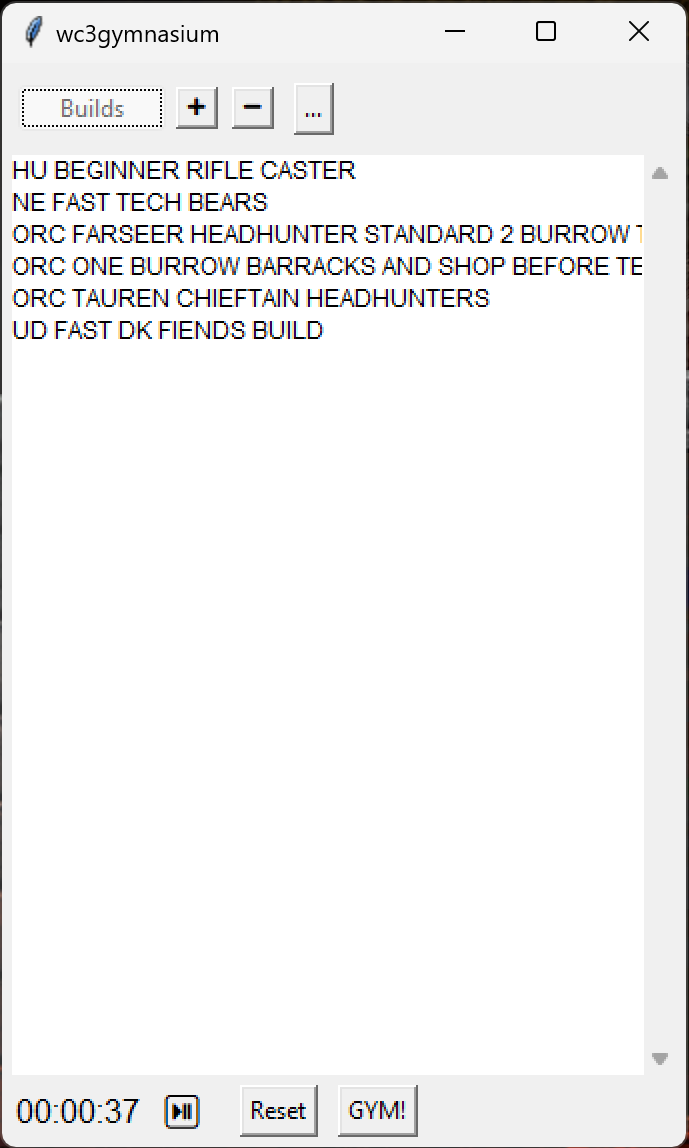 wc3gymnasium
Builds + − ...
HU BEGINNER RIFLE CASTER
NE FAST TECH BEARS
ORC FARSEER HEADHUNTER STANDARD 2 BURROW
ORC ONE BURROW BARRACKS AND SHOP BEFORE TE
ORC TAUREN CHIEFTAIN HEADHUNTERS
UD FAST DK FIENDS BUILD
00:00:37 Reset GYM!